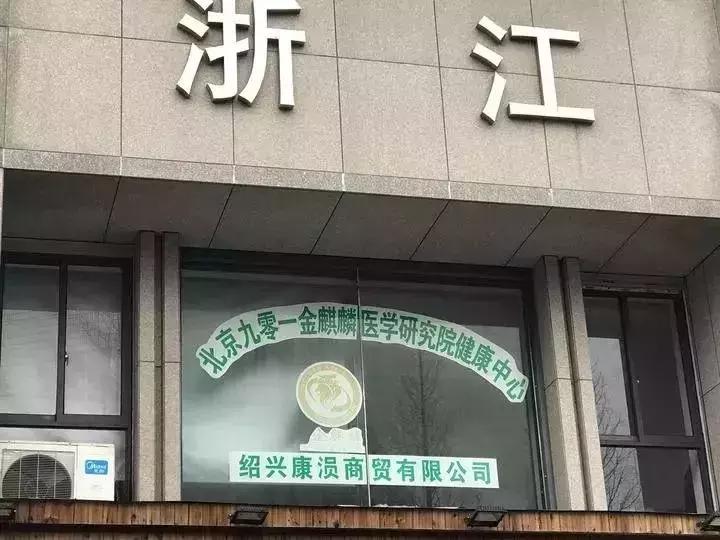 浙江
北京九零一金麒麟医学研究院健康中心
绍兴康涢商贸有限公司
Midea